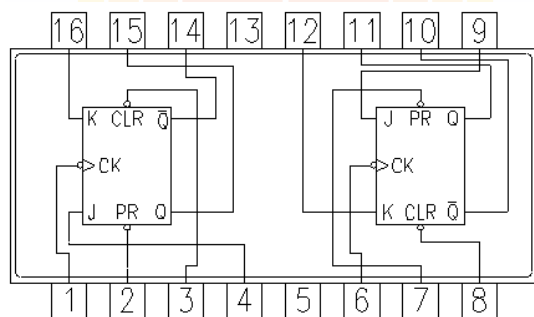 16 15 14 13 12 11 10 9
K CLR Q̅ J PR Q
CK CK
J PR Q K CLR Q̅
1 2 3 4 5 6 7 8